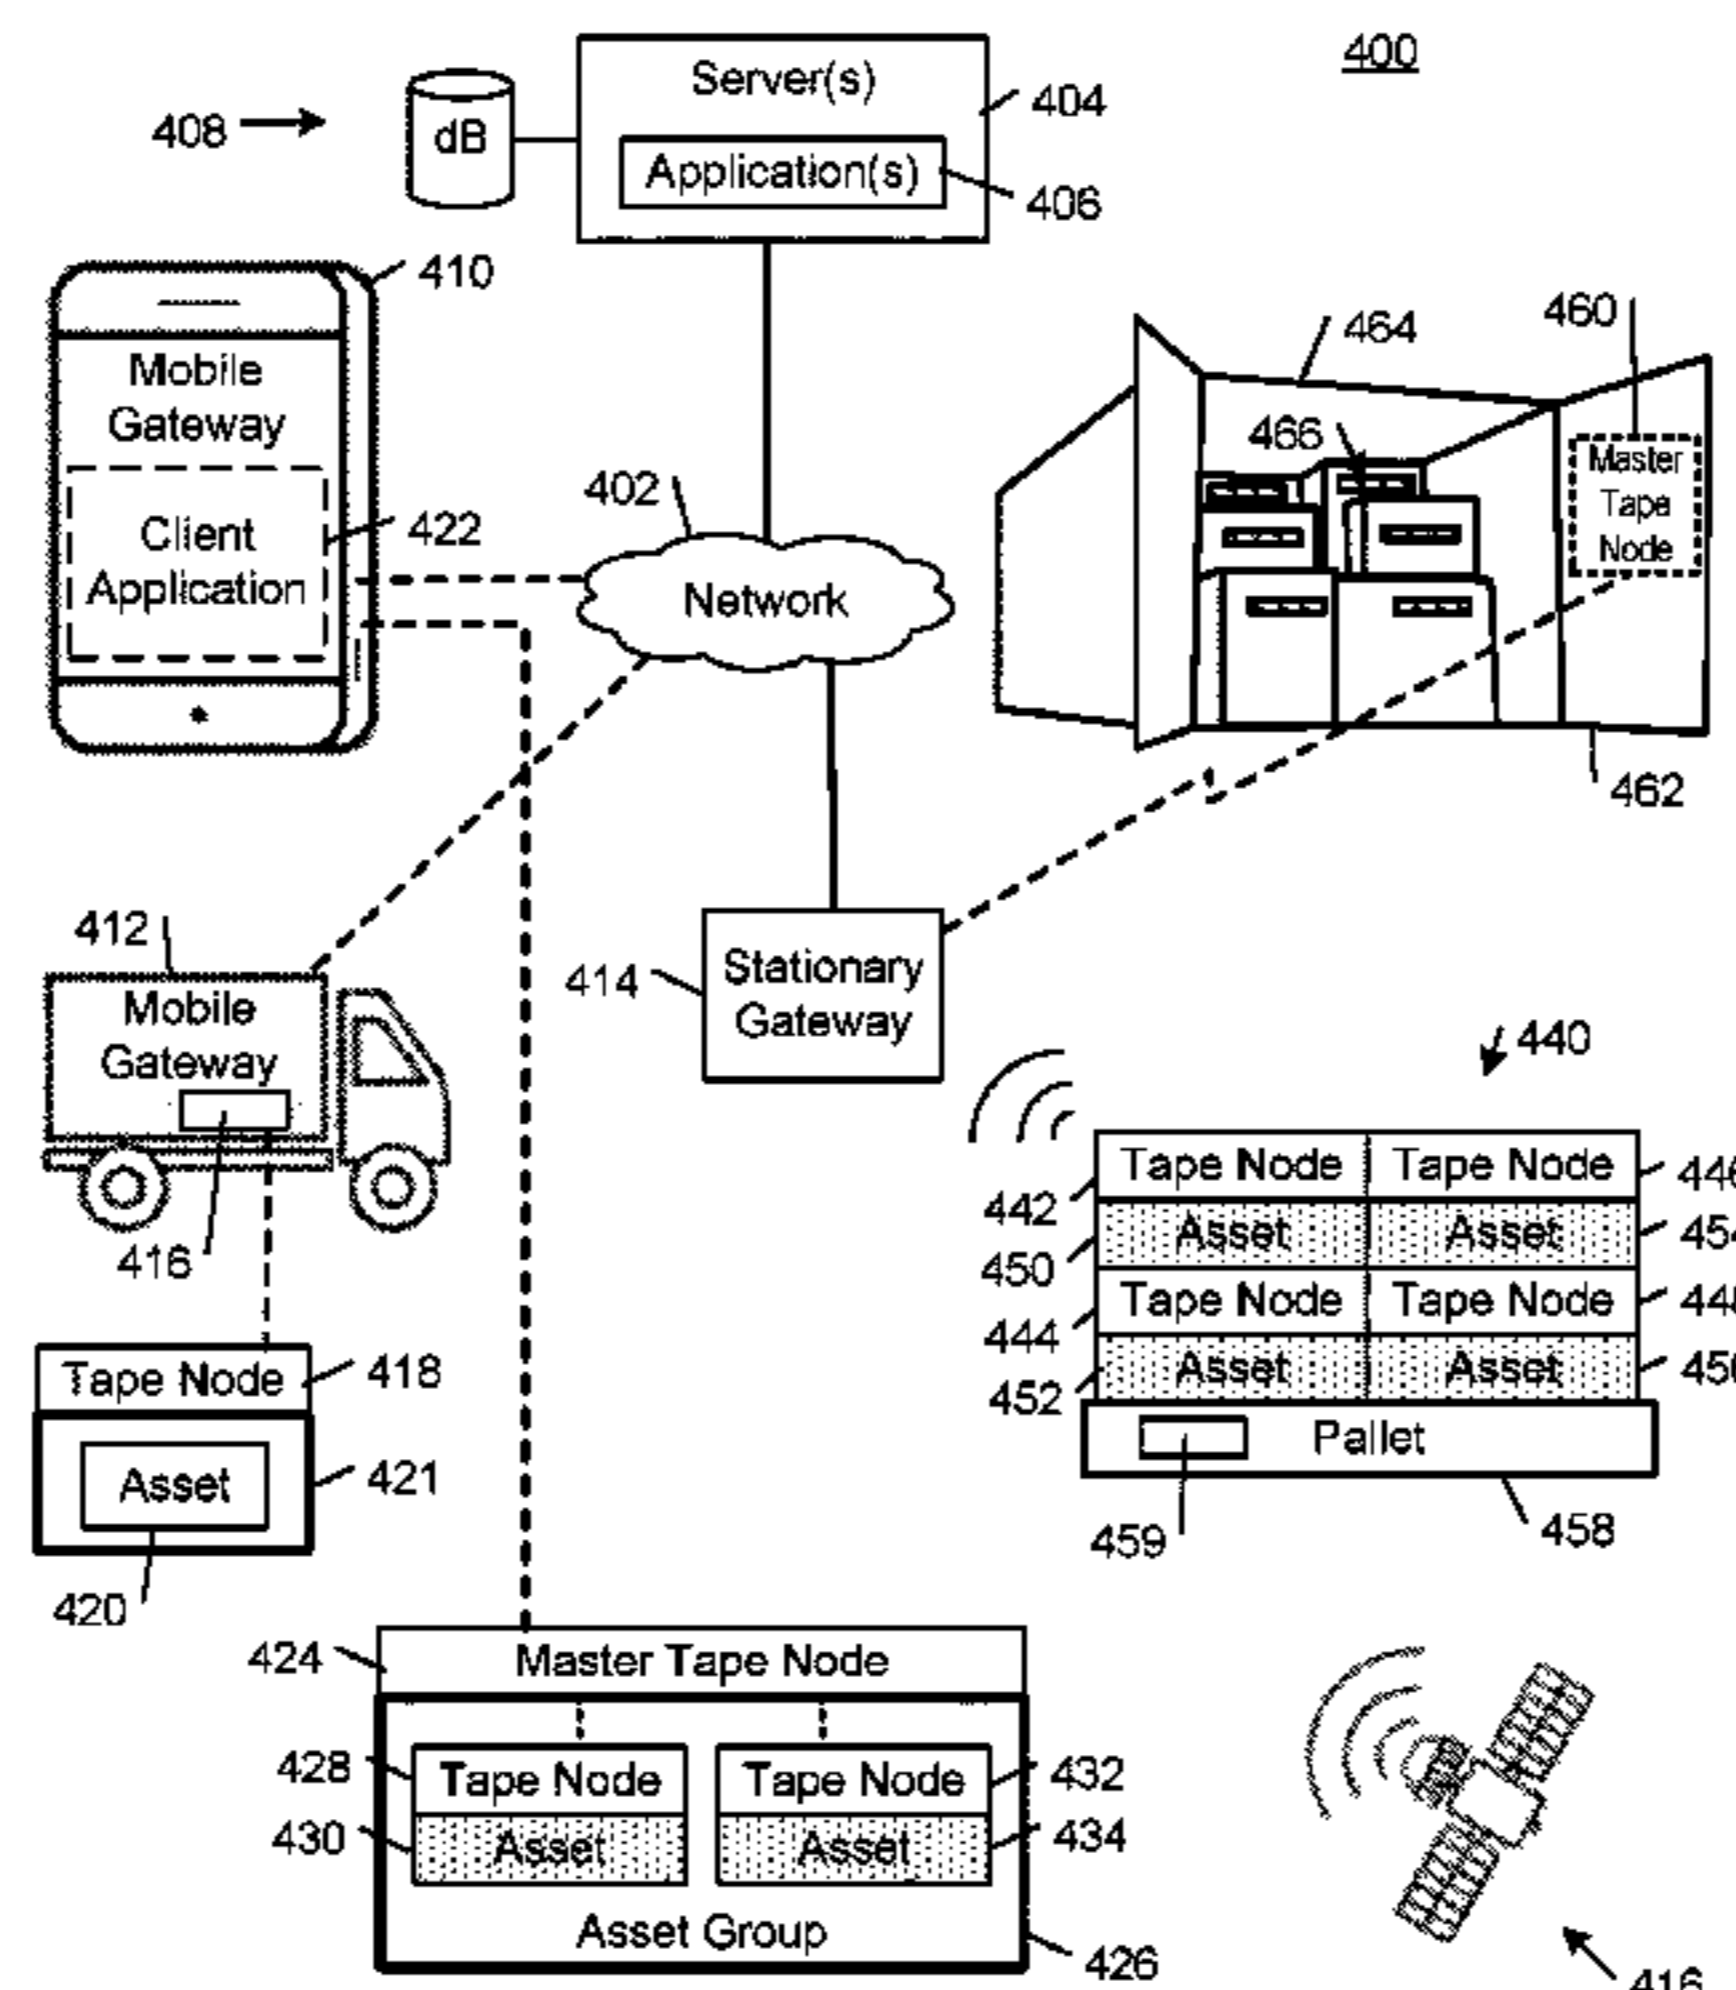 400
Server(s)
404
408
dB
Application(s)
406
410
Mobile
Gateway
Client
Application
422
402
Network
464
460
466
Master
Tape
Node
462
412
Mobile
Gateway
416
414
Stationary
Gateway
440
Tape Node
Tape Node
442
Asset
Asset
450
Tape Node
Tape Node
444
Asset
Asset
452
Pallet
459
458
Tape Node
418
Asset
421
420
424
Master Tape Node
428
Tape Node
Tape Node
432
430
Asset
Asset
434
Asset Group
426
416